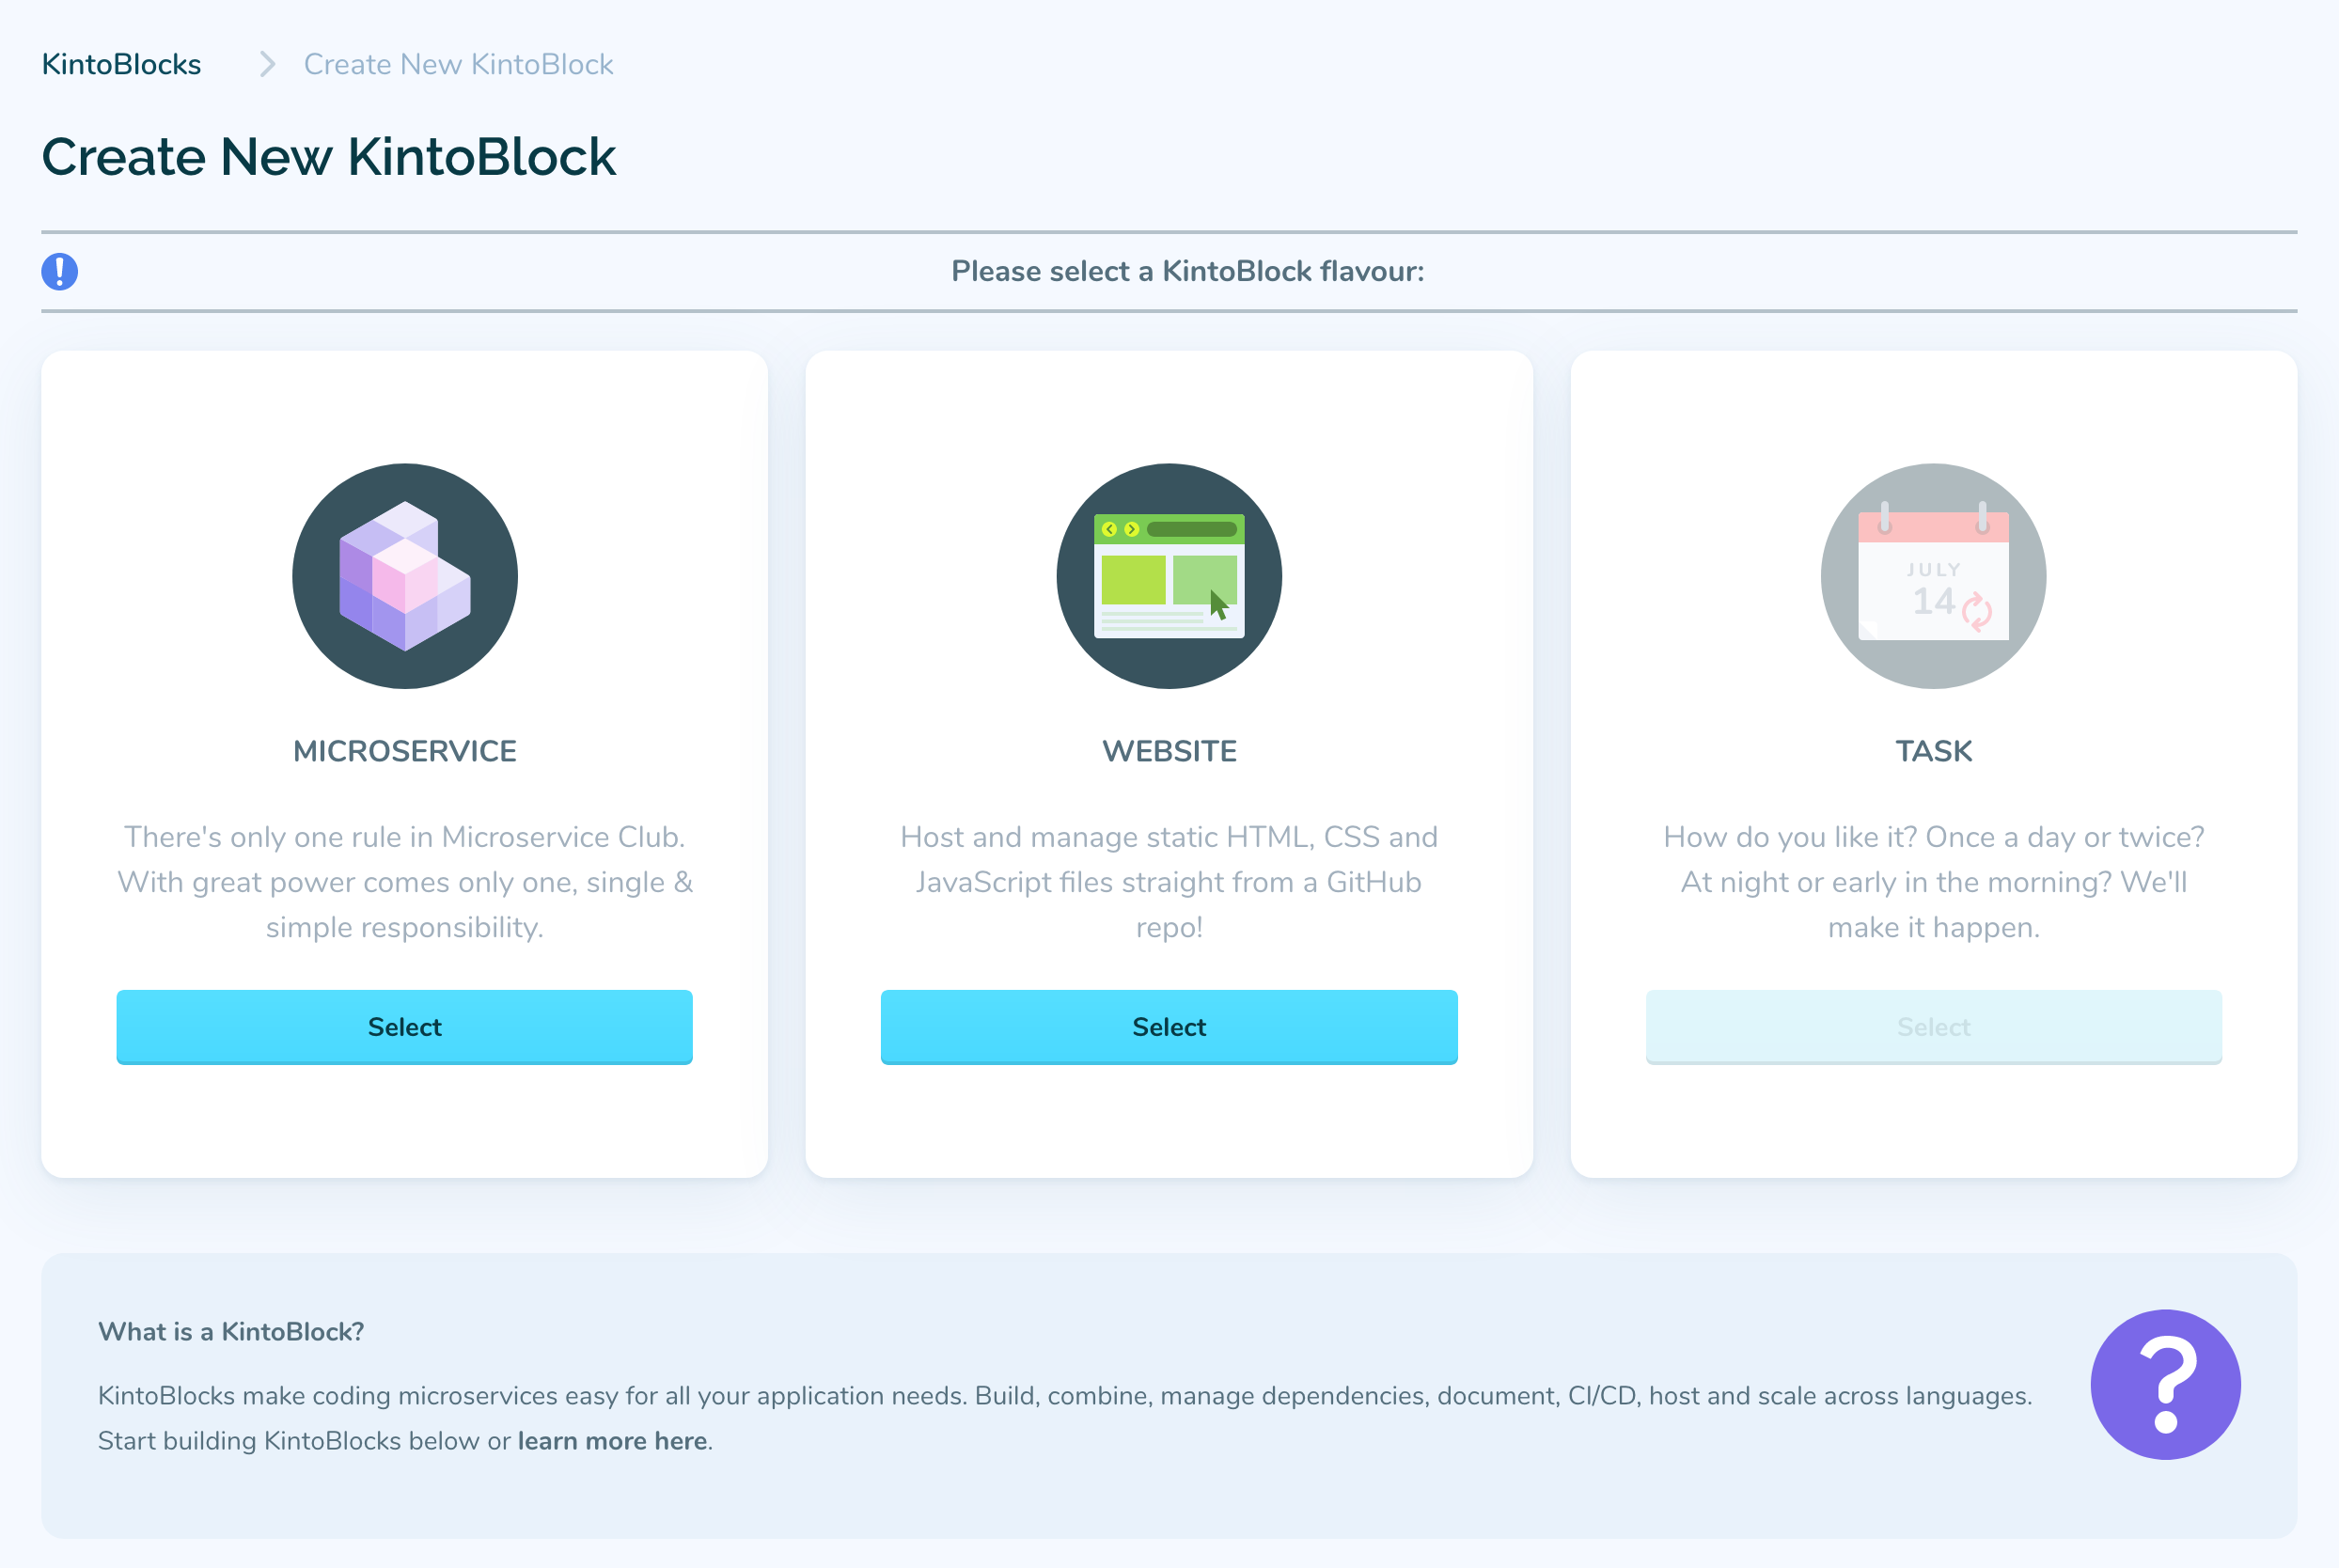 KintoBlocks
Create New KintoBlock
Create New KintoBlock
Please select a KintoBlock flavour:
MICROSERVICE
There's only one rule in Microservice Club.
With great power comes only one, single &
simple responsibility.
Select
WEBSITE
Host and manage static HTML, CSS and
JavaScript files straight from a GitHub
repo!
Select
JULY
14
TASK
How do you like it? Once a day or twice?
At night or early in the morning? We'll
make it happen.
Select
What is a KintoBlock?
KintoBlocks make coding microservices easy for all your application needs. Build, combine, manage dependencies, document, CI/CD, host and scale across languages.
Start building KintoBlocks below or learn more here.